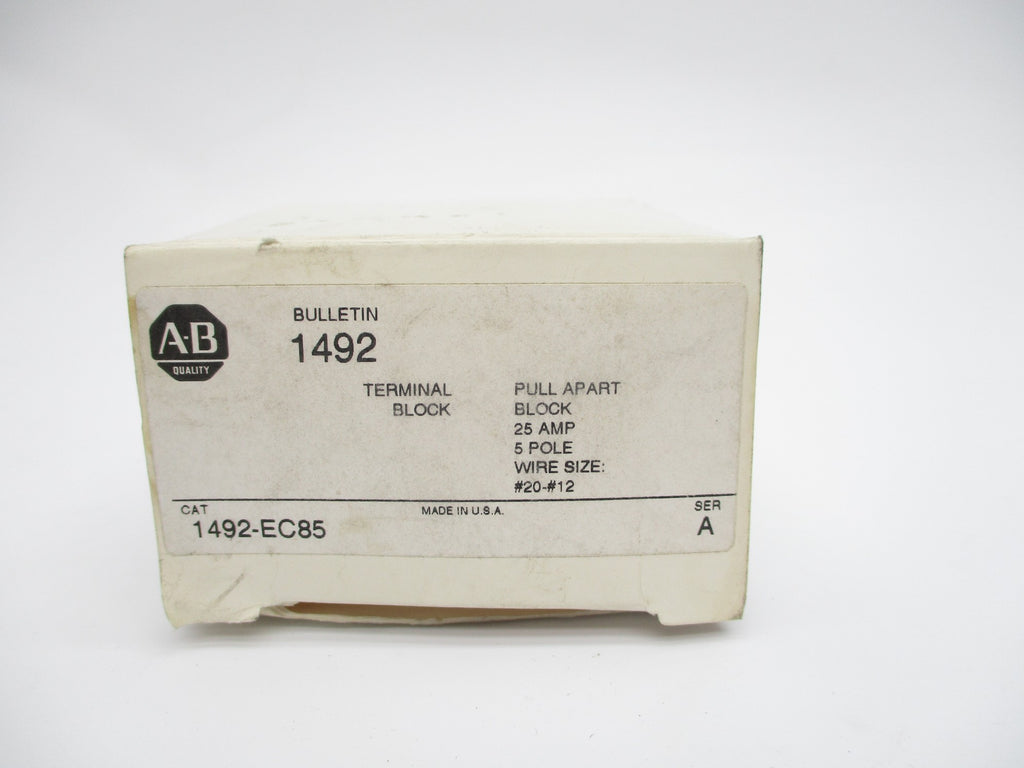 A-B
QUALITY
BULLETIN
1492
TERMINAL
BLOCK
PULL APART
BLOCK
25 AMP
5 POLE
WIRE SIZE:
#20-#12
CAT
1492-EC85
MADE IN U.S.A.
SER
A